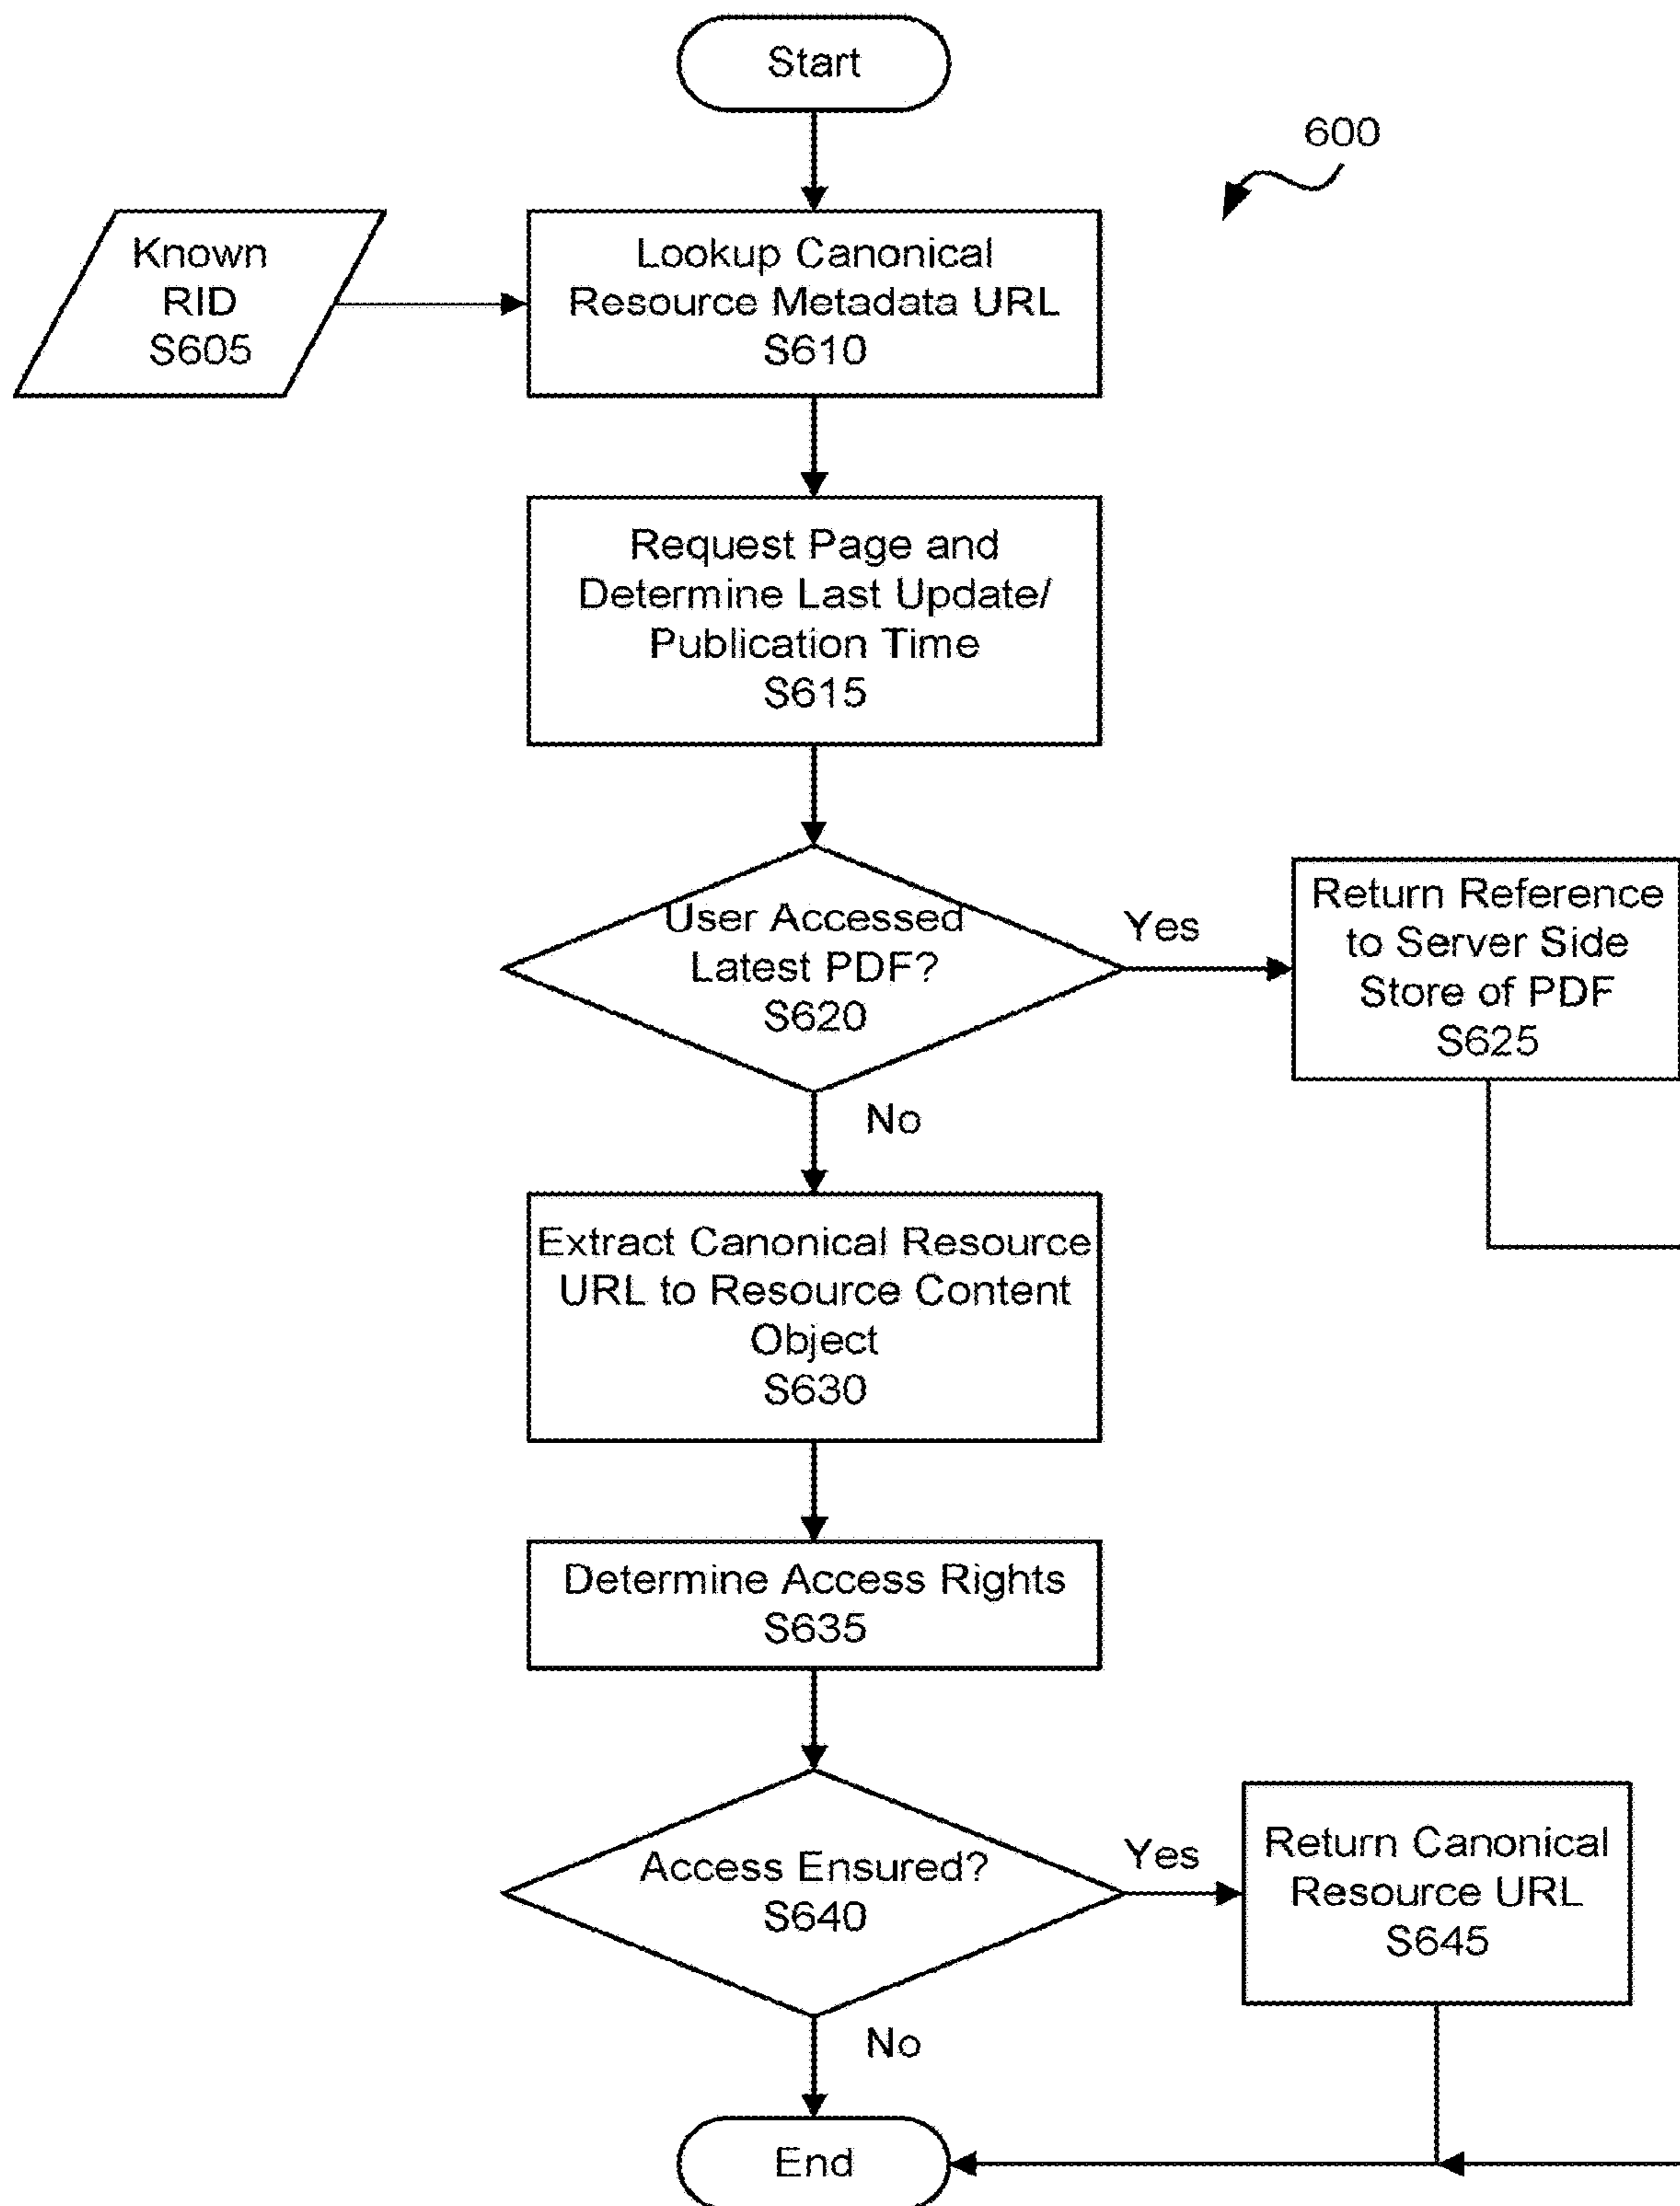 Start
600
Known
RID
S605
Lookup Canonical
Resource Metadata URL
S610
Request Page and
Determine Last Update/
Publication Time
S615
User Accessed
Latest PDF?
S620
Yes
Return Reference
to Server Side
Store of PDF
S625
No
Extract Canonical Resource
URL to Resource Content
Object
S630
Determine Access Rights
S635
Access Ensured?
S640
Yes
Return Canonical
Resource URL
S645
No
End